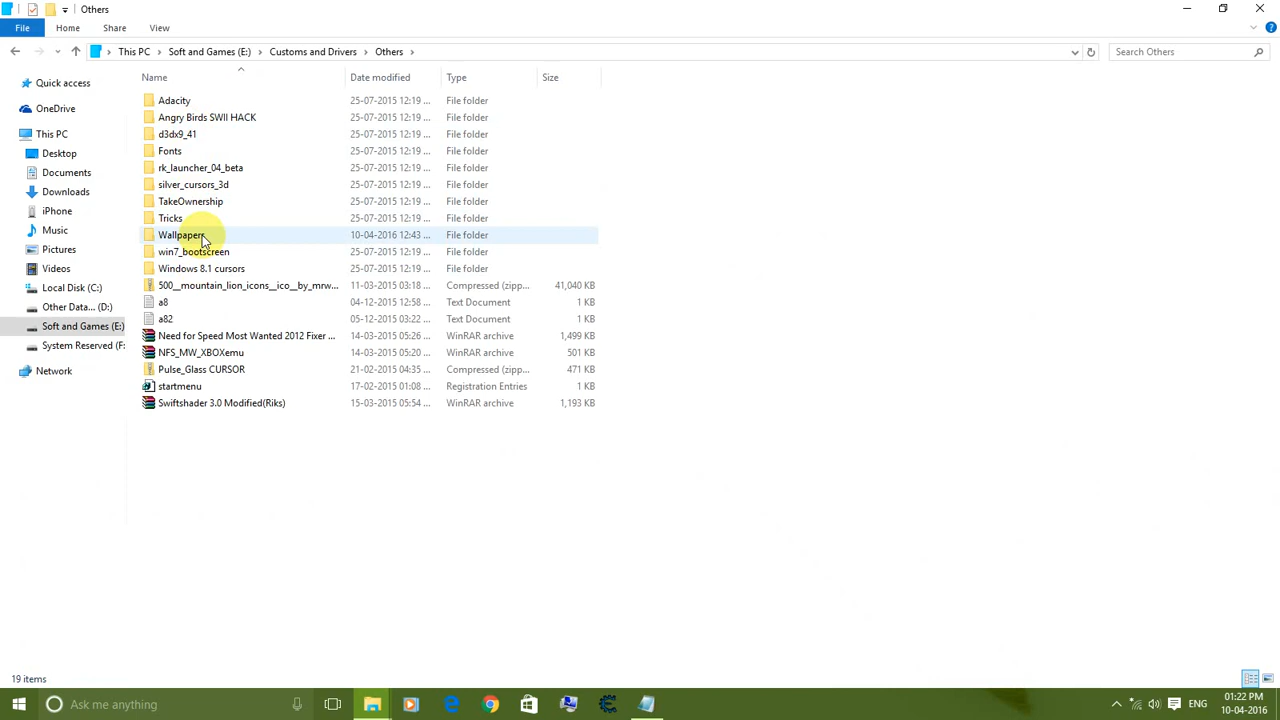 Others
File Home Share View
This PC Soft and Games (E:) Customs and Drivers Others Search Others
Name Date modified Type Size
Quick access
OneDrive
This PC
Desktop
Documents
Downloads
iPhone
Music
Pictures
Videos
Local Disk (C:)
Other Data... (D:)
Soft and Games (E:)
System Reserved (F:
Network
Adacity 25-07-2015 12:19 ... File folder
Angry Birds SWII HACK 25-07-2015 12:19 ... File folder
d3dx9_41 25-07-2015 12:19 ... File folder
Fonts 25-07-2015 12:19 ... File folder
rk_launcher_04_beta 25-07-2015 12:19 ... File folder
silver_cursors_3d 25-07-2015 12:19 ... File folder
TakeOwnership 25-07-2015 12:19 ... File folder
Tricks 25-07-2015 12:19 ... File folder
Wallpapers 10-04-2016 12:43 ... File folder
win7_bootscreen 25-07-2015 12:19 ... File folder
Windows 8.1 cursors 25-07-2015 12:19 ... File folder
500__mountain_lion_icons__ico__by_mrw... 11-03-2015 03:18 ... Compressed (zipp... 41,040 KB
a8 04-12-2015 12:58 ... Text Document 1 KB
a82 05-12-2015 03:22 ... Text Document 1 KB
Need for Speed Most Wanted 2012 Fixer ... 14-03-2015 05:26 ... WinRAR archive 1,499 KB
NFS_MW_XBOXemu 14-03-2015 05:20 ... WinRAR archive 501 KB
Pulse_Glass CURSOR 21-02-2015 04:35 ... Compressed (zipp... 471 KB
startmenu 17-02-2015 01:08 ... Registration Entries 1 KB
Swiftshader 3.0 Modified(Riks) 15-03-2015 05:54 ... WinRAR archive 1,193 KB
19 items
Ask me anything ENG 01:22 PM
10-04-2016